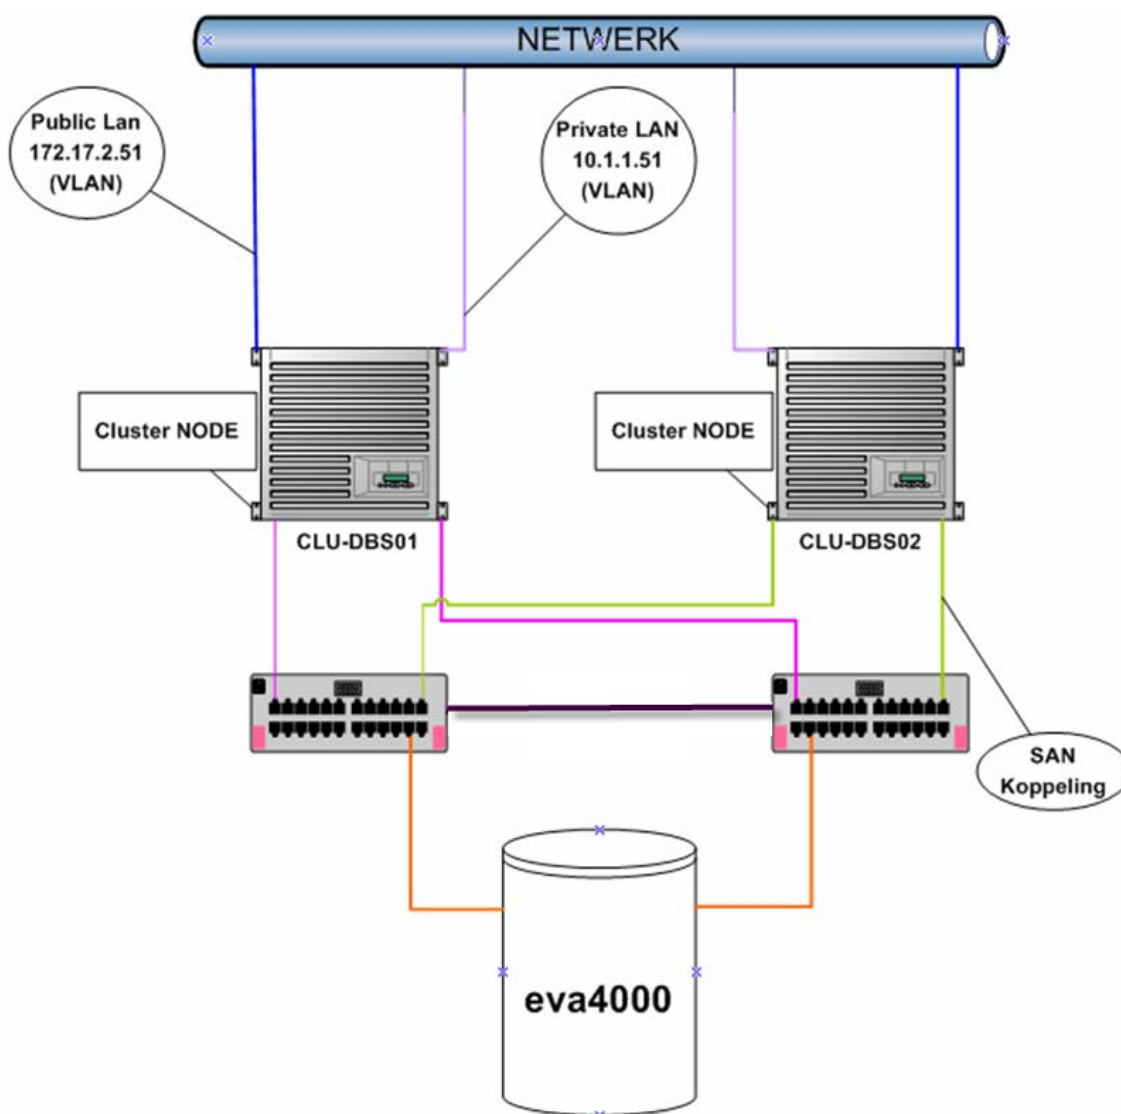 NETWERK
Public Lan
172.17.2.51
(VLAN)
Private LAN
10.1.1.51
(VLAN)
Cluster NODE
Cluster NODE
CLU-DBS01
CLU-DBS02
SAN
Koppeling
eva4000